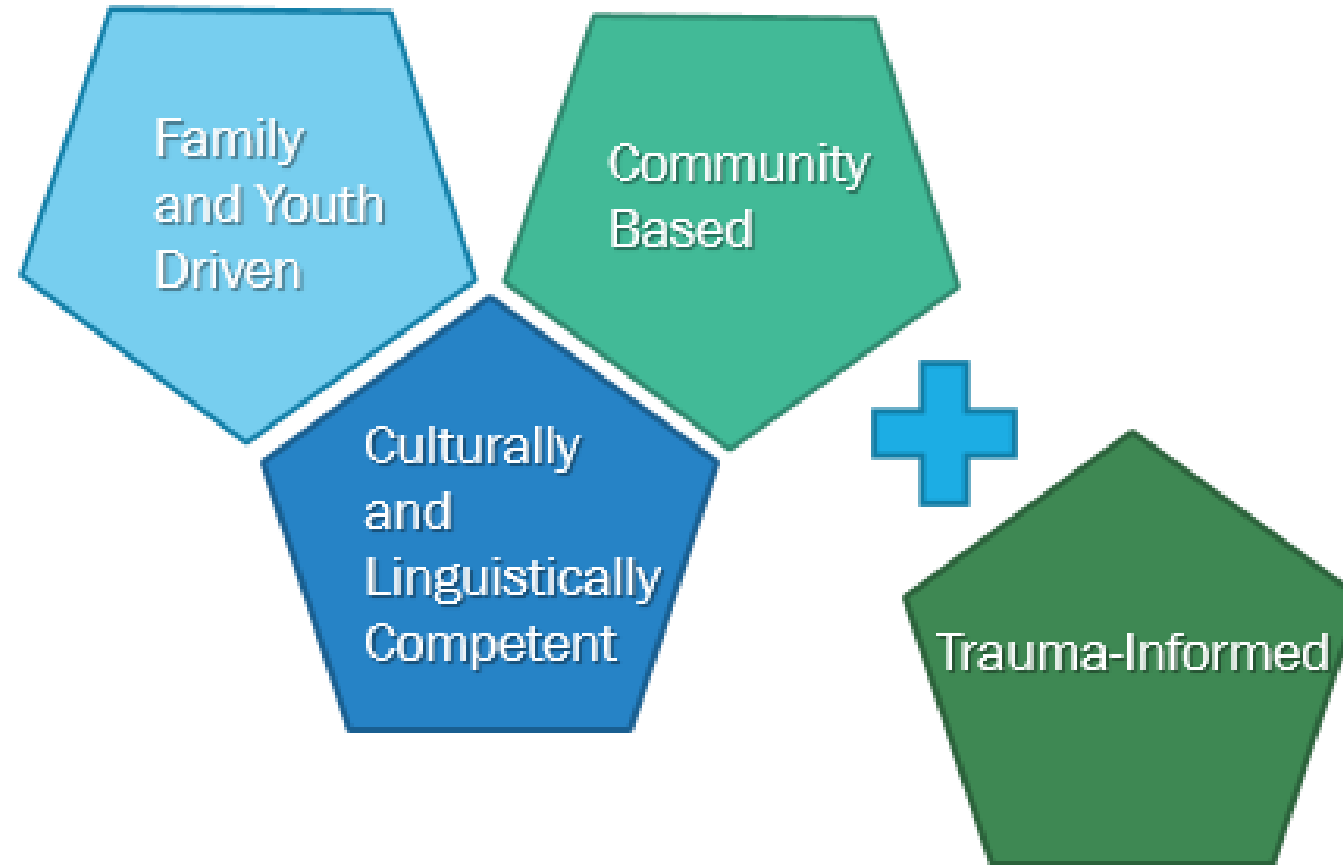 Family
and Youth
Driven
Community
Based
Culturally
and
Linguistically
Competent
Trauma-Informed